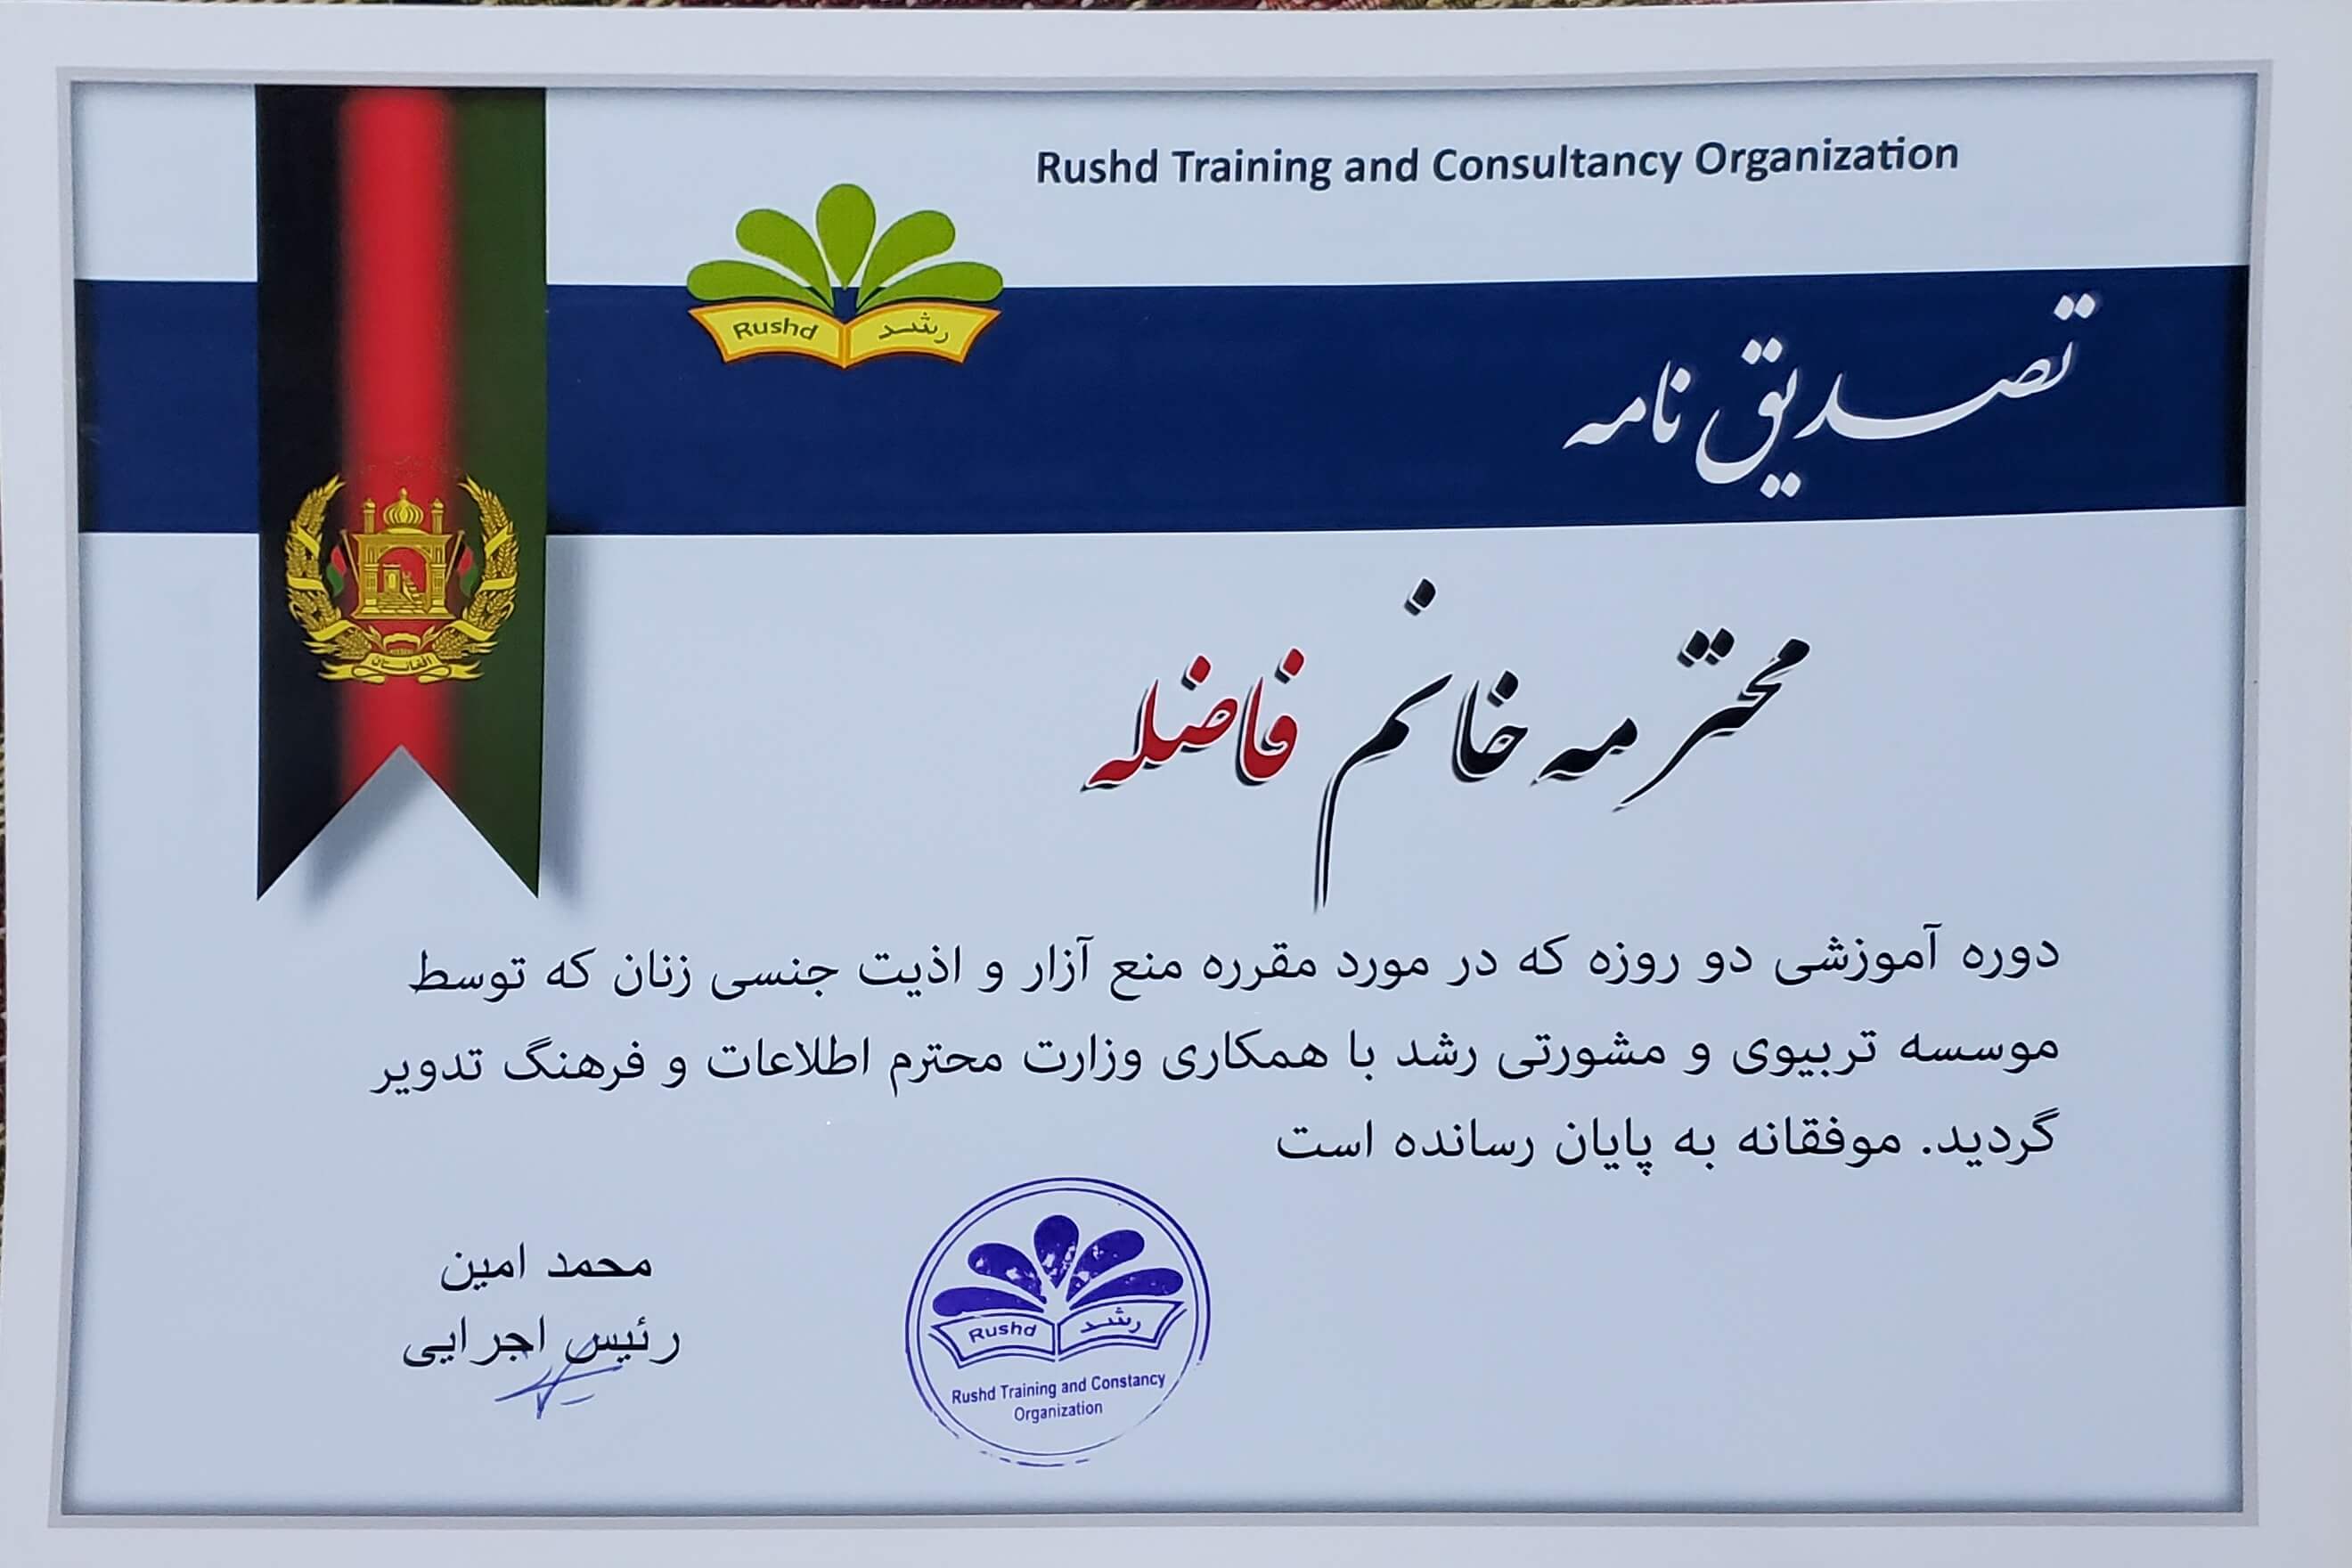 Rushd Training and Consultancy Organization
Rushd رشد
تصدیق نامه
افغانستان
محترمه خانم فاضله
دوره آموزشی دو روزه که در مورد مقرره منع آزار و اذیت جنسی زنان که توسط
موسسه تربیوی و مشورتی رشد با همکاری وزارت محترم اطلاعات و فرهنگ تدویر
گردید. موفقانه به پایان رسانده است
محمد امین
رئیس اجرایی
Rushd رشد
Rushd Training and Constancy
Organization